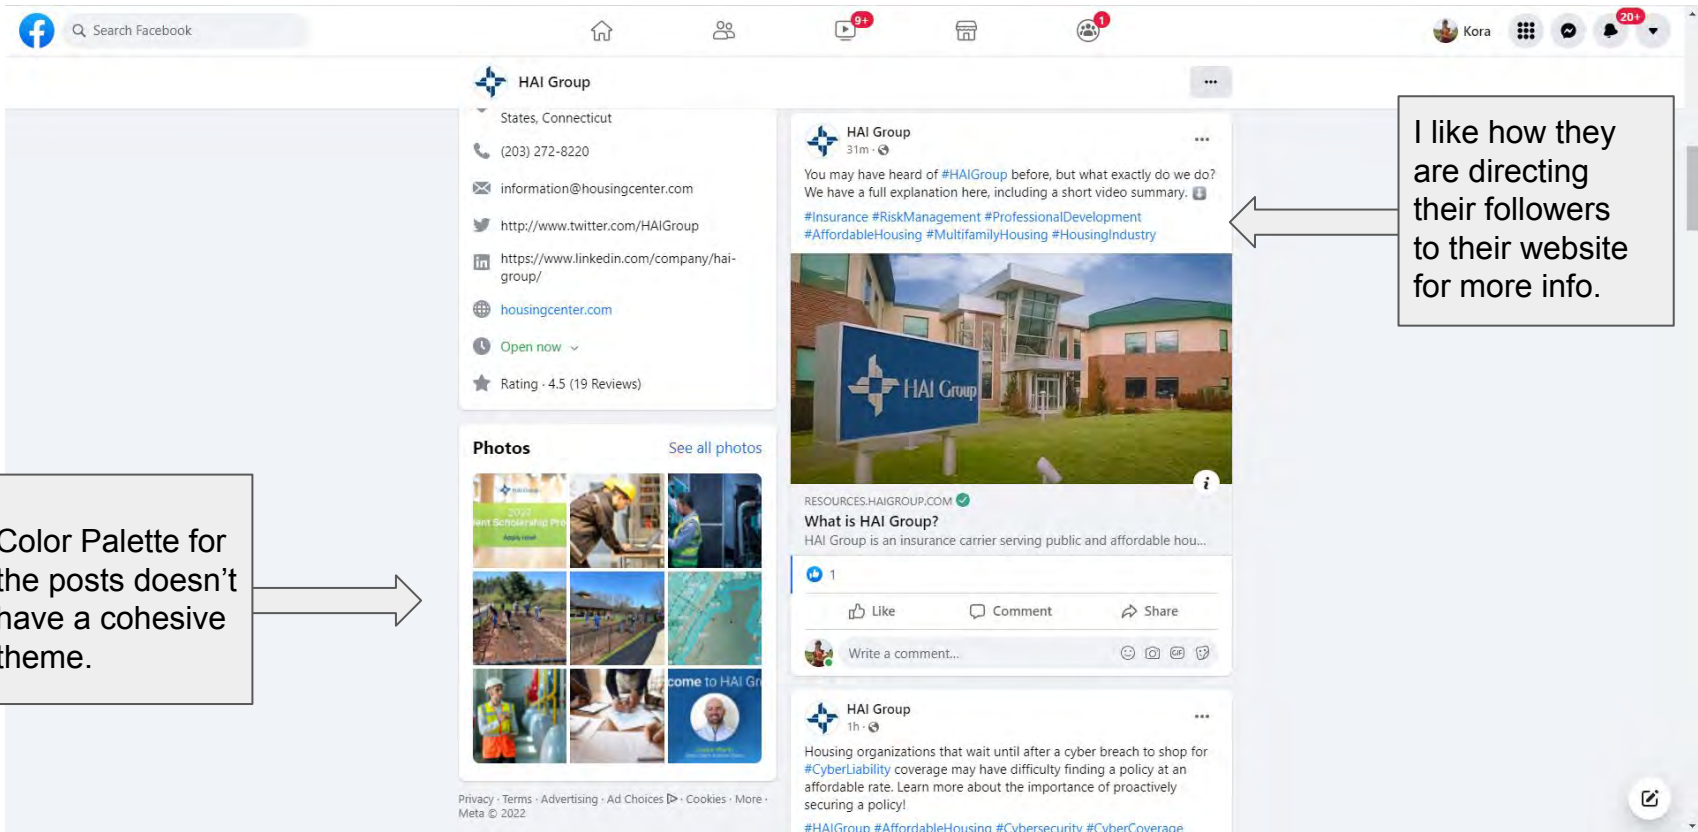 Search Facebook
9+
1
Kora
20+
HAI Group
States, Connecticut
(203) 272-8220
information@housingcenter.com
http://www.twitter.com/HAIGroup
https://www.linkedin.com/company/hai-
group/
housingcenter.com
Open now
Rating · 4.5 (19 Reviews)
Photos
See all photos
HAI Group
2022
ent Scholarship Pro
Apply now!
come to HAI Gr
Privacy · Terms · Advertising · Ad Choices · Cookies · More ·
Meta © 2022
HAI Group
31m ·
You may have heard of #HAIGroup before, but what exactly do we do?
We have a full explanation here, including a short video summary.
#Insurance #RiskManagement #ProfessionalDevelopment
#AffordableHousing #MultifamilyHousing #HousingIndustry
HAI Group
RESOURCES.HAIGROUP.COM
What is HAI Group?
HAI Group is an insurance carrier serving public and affordable hou...
1
Like
Comment
Share
Write a comment...
GIF
HAI Group
1h ·
Housing organizations that wait until after a cyber breach to shop for
#CyberLiability coverage may have difficulty finding a policy at an
affordable rate. Learn more about the importance of proactively
securing a policy!
#HAIGroup #AffordableHousing #Cybersecurity #CyberCoverage
I like how they
are directing
their followers
to their website
for more info.
Color Palette for
the posts doesn't
have a cohesive
theme.